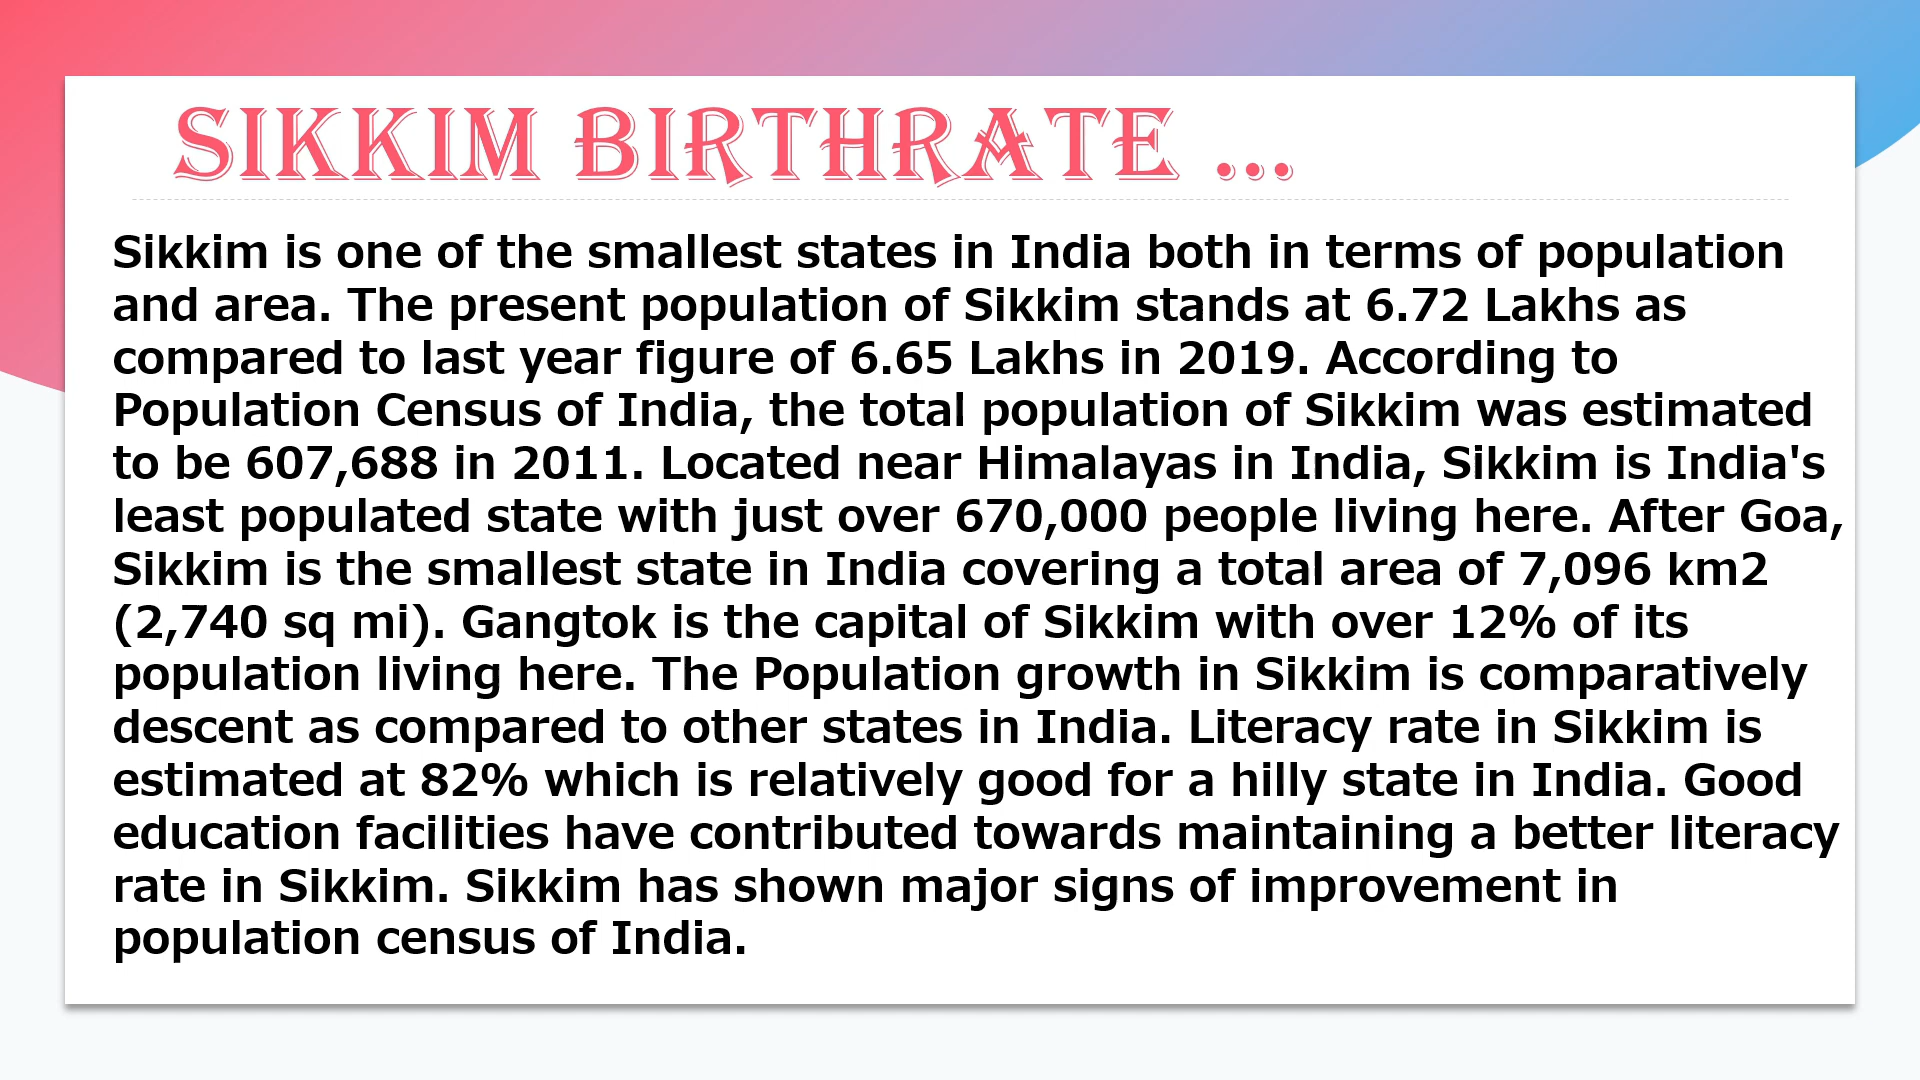 SIKKIM BIRTHRATE ...
Sikkim is one of the smallest states in India both in terms of population
and area. The present population of Sikkim stands at 6.72 Lakhs as
compared to last year figure of 6.65 Lakhs in 2019. According to
Population Census of India, the total population of Sikkim was estimated
to be 607,688 in 2011. Located near Himalayas in India, Sikkim is India's
least populated state with just over 670,000 people living here. After Goa,
Sikkim is the smallest state in India covering a total area of 7,096 km2
(2,740 sq mi). Gangtok is the capital of Sikkim with over 12% of its
population living here. The Population growth in Sikkim is comparatively
descent as compared to other states in India. Literacy rate in Sikkim is
estimated at 82% which is relatively good for a hilly state in India. Good
education facilities have contributed towards maintaining a better literacy
rate in Sikkim. Sikkim has shown major signs of improvement in
population census of India.